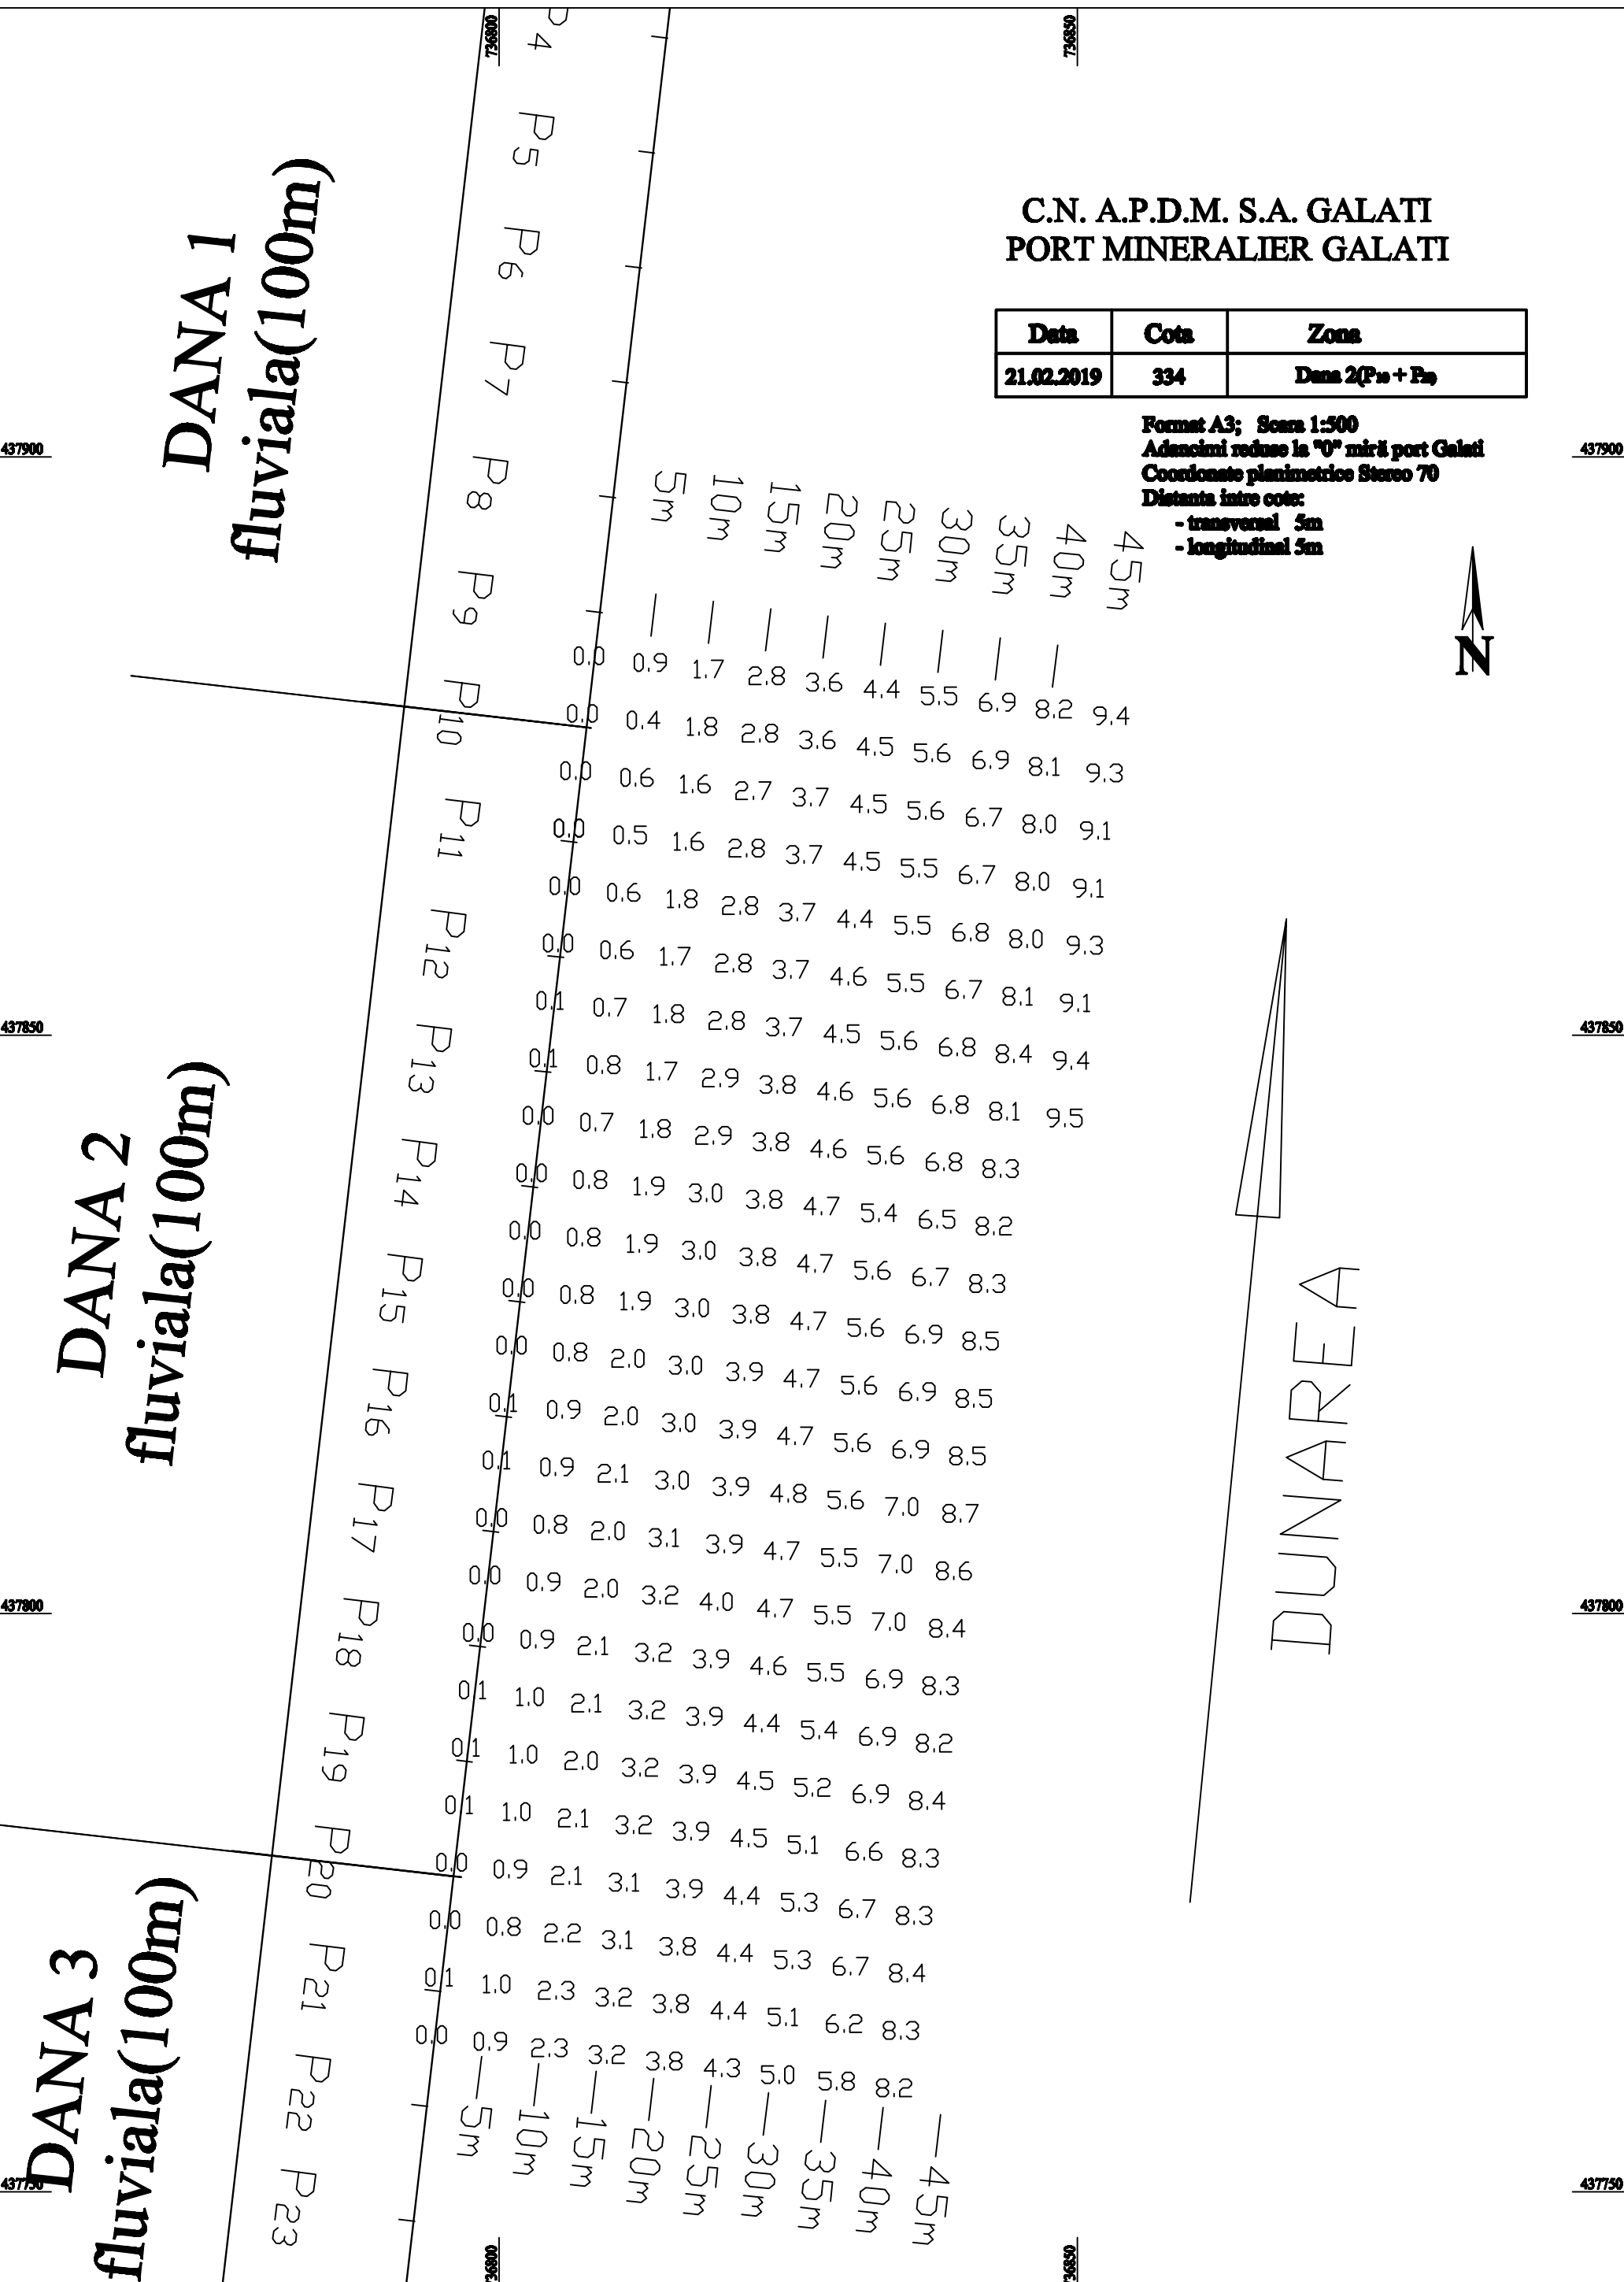 736800
736850
P4
P5
P6
P7
P8
P9
P10
P11
P12
P13
P14
P15
P16
P17
P18
P19
P20
P21
P22
P23
DANA 1
fluviala(100m)
DANA 2
fluviala(100m)
DANA 3
fluviala(100m)
C.N. A.P.D.M. S.A. GALATI
PORT MINERALIER GALATI
Data Cota Zona
21.02.2019 334 Dana 2(P10 + P20)
Format A3; Scara 1:500
Adancimi reduse la "0" miră port Galati
Coordonate planimetrice Stereo 70
Distanta intre cote:
- transversal 5m
- longitudinal 5m
N
437900 437900
437850 437850
437800 437800
437750 437750
5m 10m 15m 20m 25m 30m 35m 40m 45m
0.0 0.9 1.7 2.8 3.6 4.4 5.5 6.9 8.2 9.4
0.0 0.4 1.8 2.8 3.6 4.5 5.6 6.9 8.1 9.3
0.0 0.6 1.6 2.7 3.7 4.5 5.6 6.7 8.0 9.1
0.0 0.5 1.6 2.8 3.7 4.5 5.5 6.7 8.0 9.1
0.0 0.6 1.8 2.8 3.7 4.4 5.5 6.8 8.0 9.3
0.0 0.6 1.7 2.8 3.7 4.6 5.5 6.7 8.1 9.1
0.1 0.7 1.8 2.8 3.7 4.5 5.6 6.8 8.4 9.4
0.1 0.8 1.7 2.9 3.8 4.6 5.6 6.8 8.1 9.5
0.0 0.7 1.8 2.9 3.8 4.6 5.6 6.8 8.3
0.0 0.8 1.9 3.0 3.8 4.7 5.4 6.5 8.2
0.0 0.8 1.9 3.0 3.8 4.7 5.6 6.7 8.3
0.0 0.8 1.9 3.0 3.8 4.7 5.6 6.9 8.5
0.0 0.8 2.0 3.0 3.9 4.7 5.6 6.9 8.5
0.1 0.9 2.0 3.0 3.9 4.7 5.6 6.9 8.5
0.1 0.9 2.1 3.0 3.9 4.8 5.6 7.0 8.7
0.0 0.8 2.0 3.1 3.9 4.7 5.5 7.0 8.6
0.0 0.9 2.0 3.2 4.0 4.7 5.5 7.0 8.4
0.0 0.9 2.1 3.2 3.9 4.6 5.5 6.9 8.3
0.1 1.0 2.1 3.2 3.9 4.4 5.4 6.9 8.2
0.1 1.0 2.0 3.2 3.9 4.5 5.2 6.9 8.4
0.1 1.0 2.1 3.2 3.9 4.5 5.1 6.6 8.3
0.0 0.9 2.1 3.1 3.9 4.4 5.3 6.7 8.3
0.0 0.8 2.2 3.1 3.8 4.4 5.3 6.7 8.4
0.1 1.0 2.3 3.2 3.8 4.4 5.1 6.2 8.3
0.0 0.9 2.3 3.2 3.8 4.3 5.0 5.8 8.2
5m 10m 15m 20m 25m 30m 35m 40m 45m
DUNAREA
736800
736850